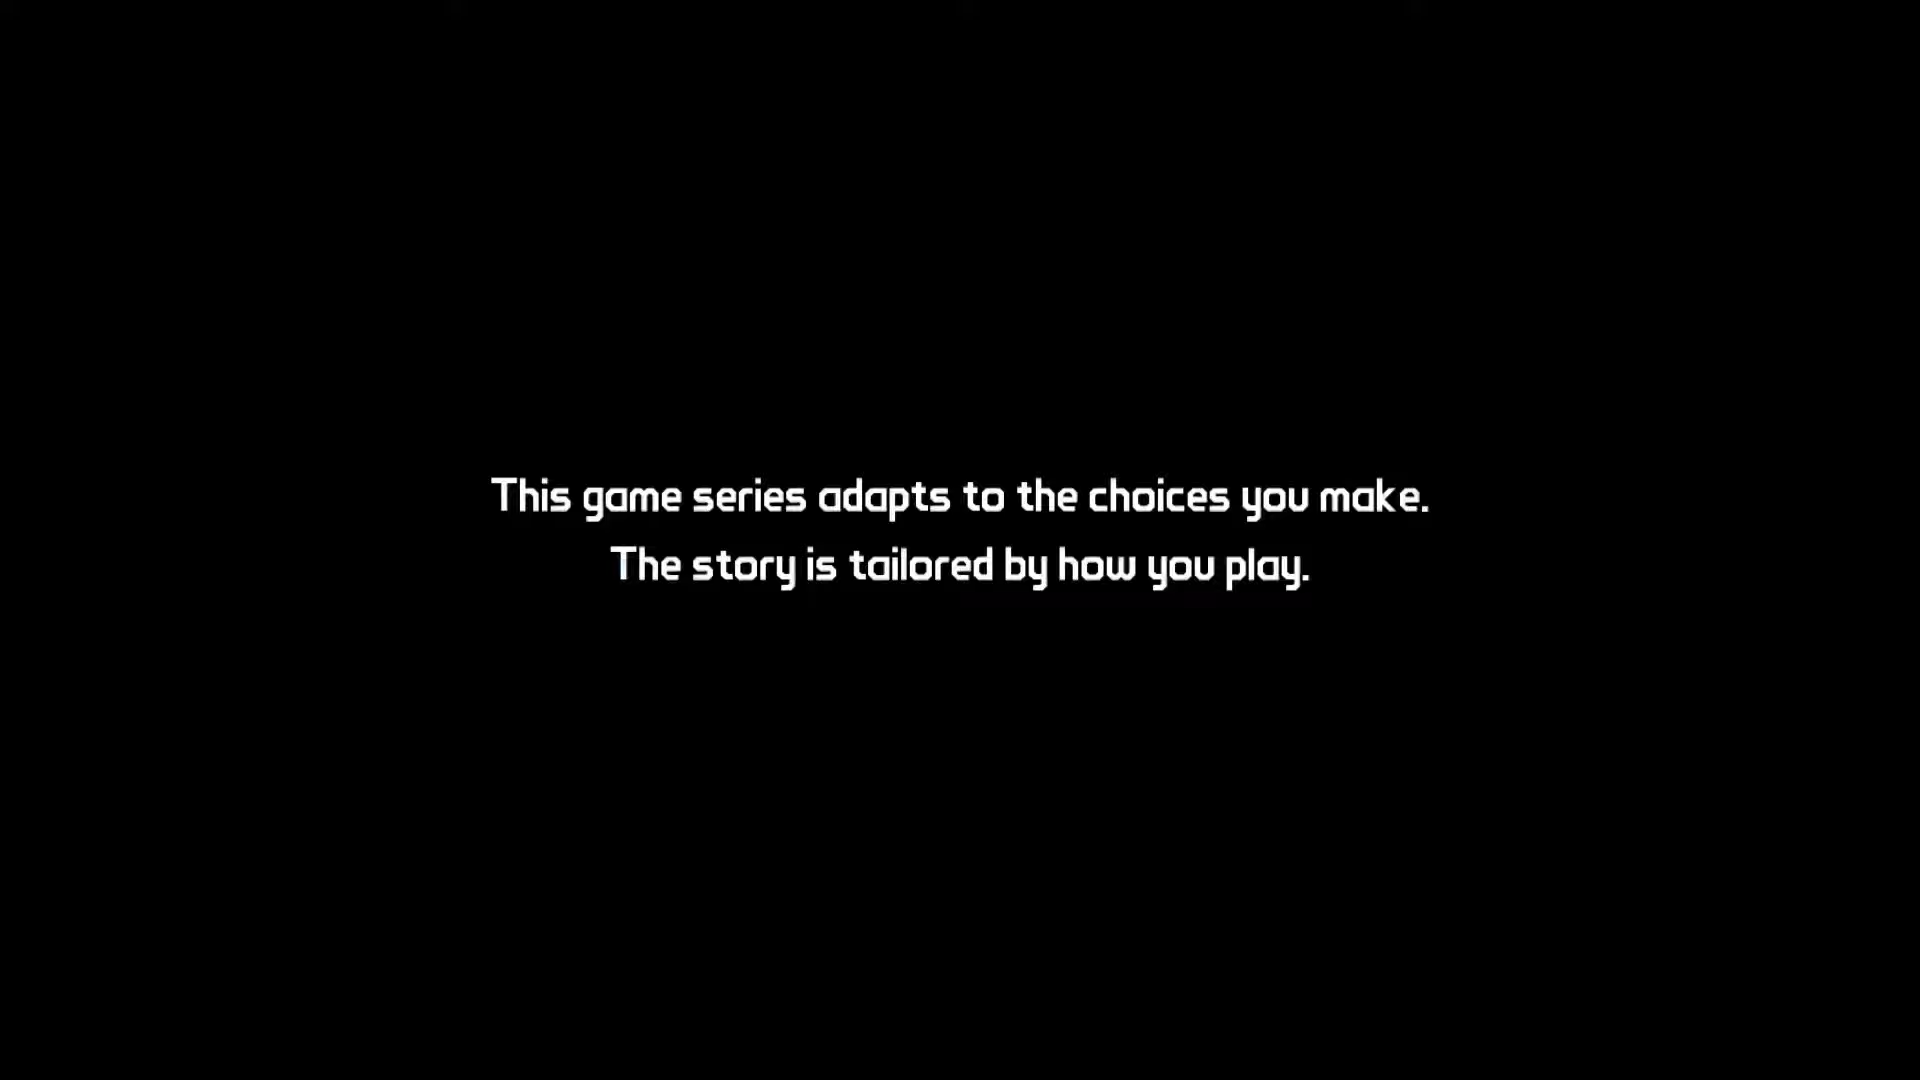 This game series adapts to the choices you make.
The story is tailored by how you play.